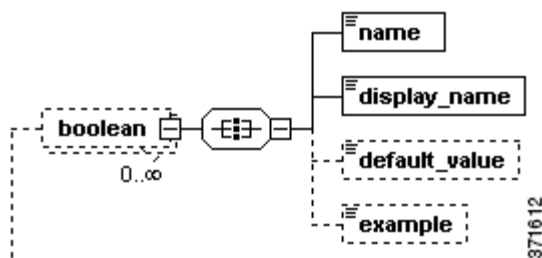 name
display_name
boolean
0..∞
default_value
example
371612